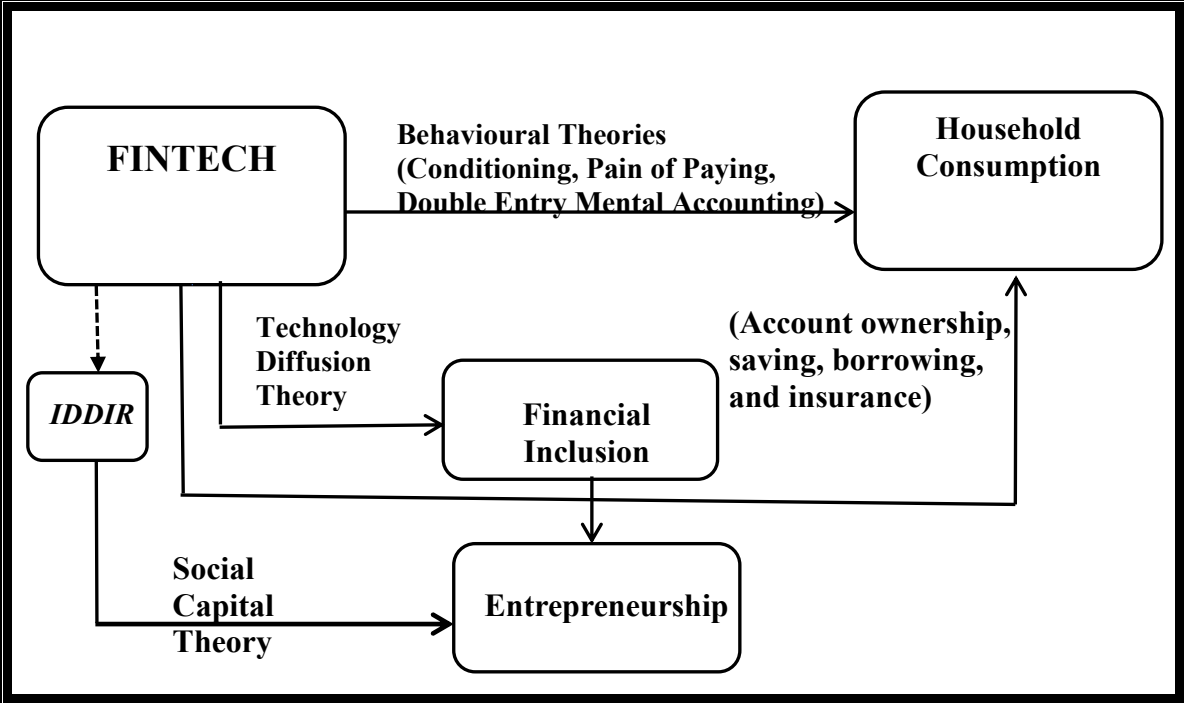 FINTECH
Behavioural Theories
(Conditioning, Pain of Paying,
Double Entry Mental Accounting)
Household
Consumption
Technology
Diffusion
Theory
(Account ownership,
saving, borrowing,
and insurance)
IDDIR
Financial
Inclusion
Social
Capital
Theory
Entrepreneurship